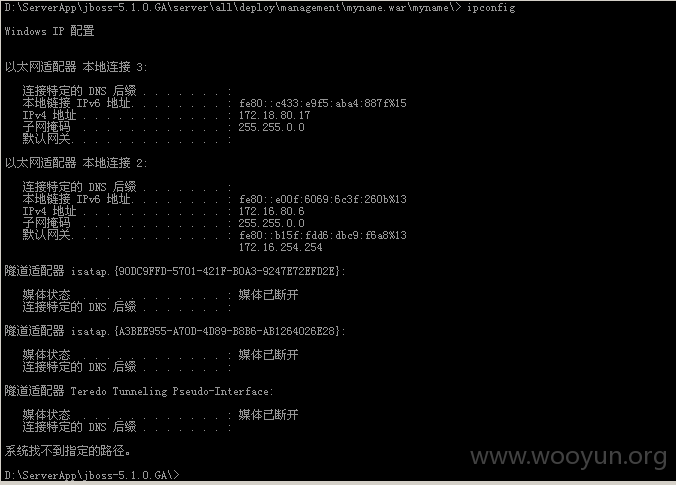 D:\ServerApp\jboss-5.1.0.GA\server\all\deploy\management\myname.war\myname\> ipconfig
Windows IP 配置
以太网适配器 本地连接 3:
连接特定的 DNS 后缀 . . . . . . . :
本地链接 IPv6 地址. . . . . . . . : fe80::c433:e9f5:aba4:887f%15
IPv4 地址 . . . . . . . . . . . . : 172.18.80.17
子网掩码 . . . . . . . . . . . . : 255.255.0.0
默认网关. . . . . . . . . . . . . :
以太网适配器 本地连接 2:
连接特定的 DNS 后缀 . . . . . . . :
本地链接 IPv6 地址. . . . . . . . : fe80::e00f:6069:6c3f:260b%13
IPv4 地址 . . . . . . . . . . . . : 172.16.80.6
子网掩码 . . . . . . . . . . . . : 255.255.0.0
默认网关. . . . . . . . . . . . . : fe80::b15f:fdd6:dbc9:f6a8%13
172.16.254.254
隧道适配器 isatap.{90DC9FFD-5701-421F-B0A3-9247E72EFD2E}:
媒体状态 . . . . . . . . . . . . : 媒体已断开
连接特定的 DNS 后缀 . . . . . . . :
隧道适配器 isatap.{A3BEE955-A70D-4D89-B8B6-AB1264026E28}:
媒体状态 . . . . . . . . . . . . : 媒体已断开
连接特定的 DNS 后缀 . . . . . . . :
隧道适配器 Teredo Tunneling Pseudo-Interface:
媒体状态 . . . . . . . . . . . . : 媒体已断开
连接特定的 DNS 后缀 . . . . . . . :
系统找不到指定的路径。
www.wooyun.org
D:\ServerApp\jboss-5.1.0.GA\>